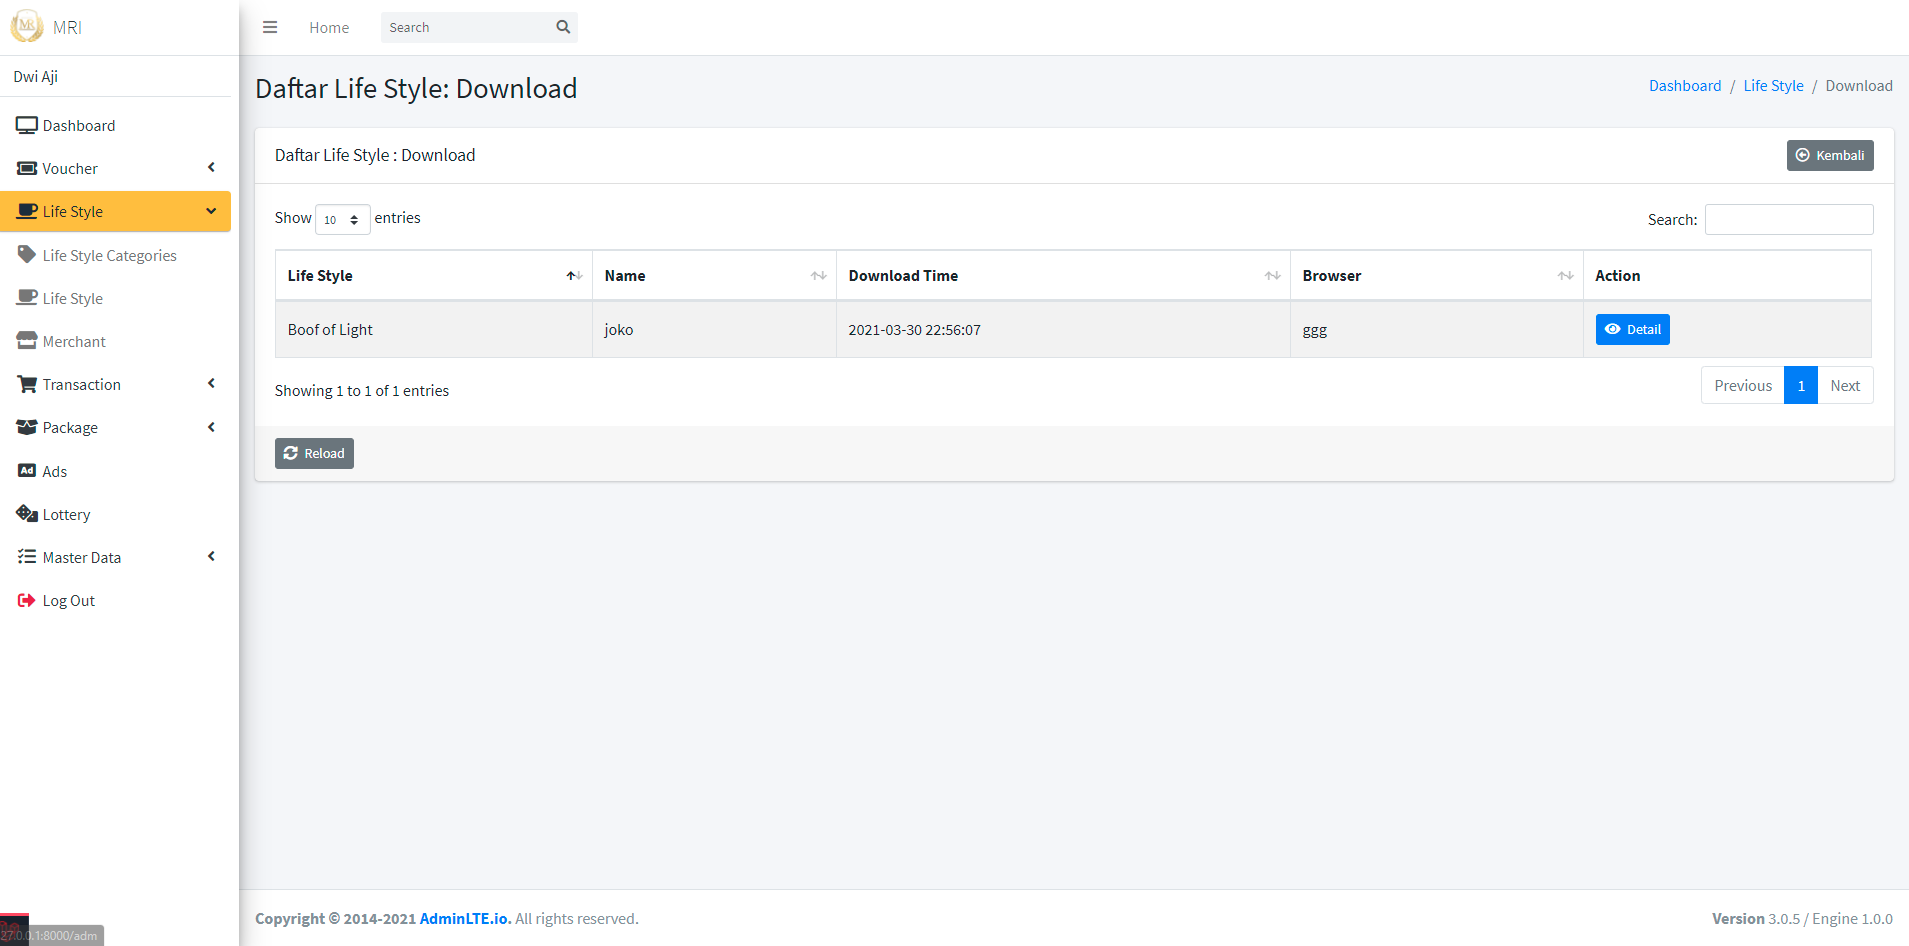 MRI
Home
Search
Dwi Aji
Dashboard
Voucher
Life Style
Life Style Categories
Life Style
Merchant
Transaction
Package
Ad Ads
Lottery
Master Data
Log Out
Daftar Life Style: Download
Dashboard / Life Style / Download
Daftar Life Style : Download
Kembali
Show 10 entries
Search:
Life Style Name Download Time Browser Action
Boof of Light joko 2021-03-30 22:56:07 ggg Detail
Showing 1 to 1 of 1 entries
Previous 1 Next
Reload
Copyright © 2014-2021 AdminLTE.io. All rights reserved.
Version 3.0.5 / Engine 1.0.0
27.0.0.1:8000/adm